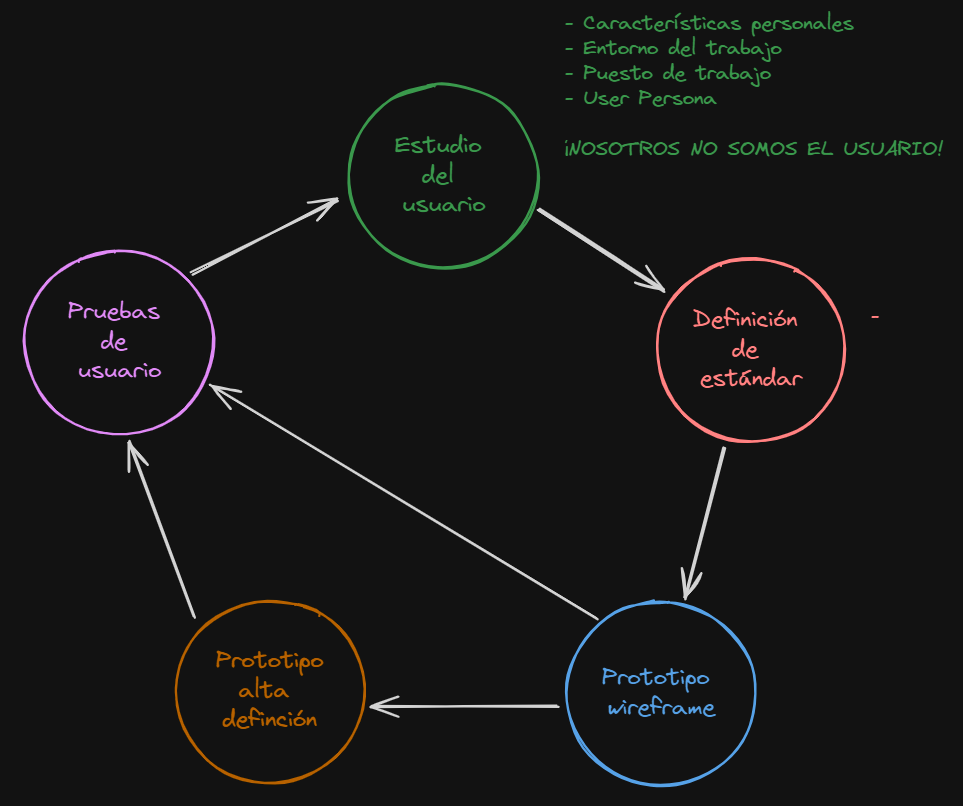 - Características personales
- Entorno del trabajo
- Puesto de trabajo
- User Persona
¡NOSOTROS NO SOMOS EL USUARIO!
Estudio
del
usuario
Definición
de
estándar
-
Pruebas
de
usuario
Prototipo
alta
definción
Prototipo
wireframe